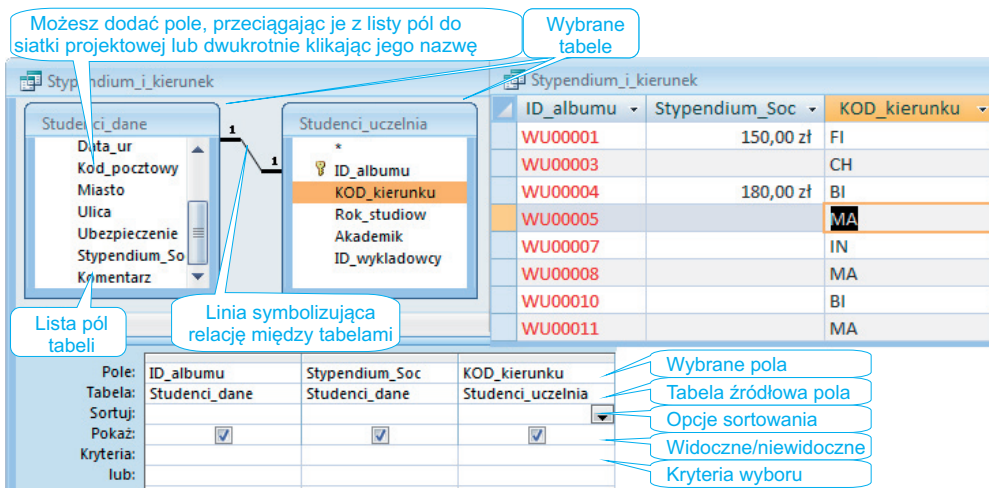 Możesz dodać pole, przeciągając je z listy pól do
siatki projektowej lub dwukrotnie klikając jego nazwę
Wybrane
tabele
Stypendium_i_kierunek
Studenci_dane
Data_ur
Kod_pocztowy
Miasto
Ulica
Ubezpieczenie
Stypendium_So
Komentarz
1
1
Studenci_uczelnia
*
ID_albumu
KOD_kierunku
Rok_studiow
Akademik
ID_wykladowcy
Lista pól
tabeli
Linia symbolizująca
relację między tabelami
Stypendium_i_kierunek
ID_albumu Stypendium_Soc KOD_kierunku
WU00001 150,00 zł FI
WU00003 CH
WU00004 180,00 zł BI
WU00005 MA
WU00007 IN
WU00008 MA
WU00010 BI
WU00011 MA
Pole: ID_albumu Stypendium_Soc KOD_kierunku
Tabela: Studenci_dane Studenci_dane Studenci_uczelnia
Sortuj:
Pokaż:
Kryteria:
lub:
Wybrane pola
Tabela źródłowa pola
Opcje sortowania
Widoczne/niewidoczne
Kryteria wyboru